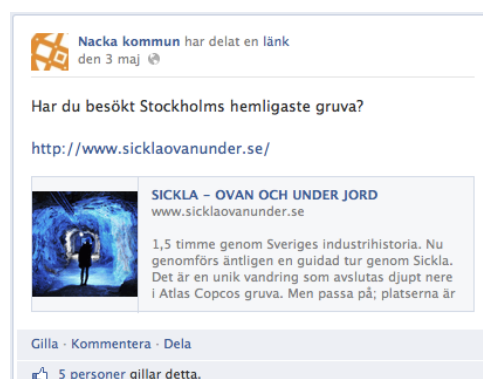 Nacka kommun har delat en länk
den 3 maj
Har du besökt Stockholms hemligaste gruva?
http://www.sicklaovanunder.se/
SICKLA – OVAN OCH UNDER JORD
www.sicklaovanunder.se
1,5 timme genom Sveriges industrihistoria. Nu
genomförs äntligen en guidad tur genom Sickla.
Det är en unik vandring som avslutas djupt nere
i Atlas Copcos gruva. Men passa på; platserna är
Gilla · Kommentera · Dela
5 personer gillar detta.